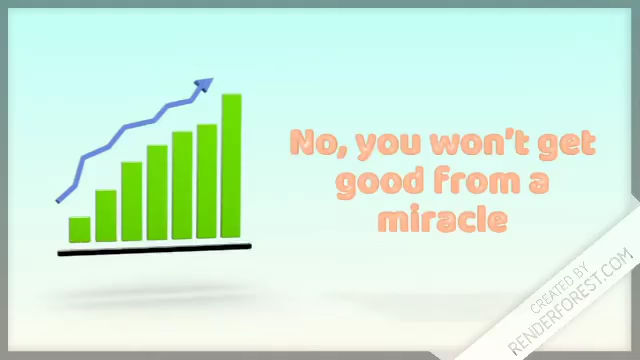 No, you won't get
good from a
miracle
CREATED BY
RENDERFOREST.COM